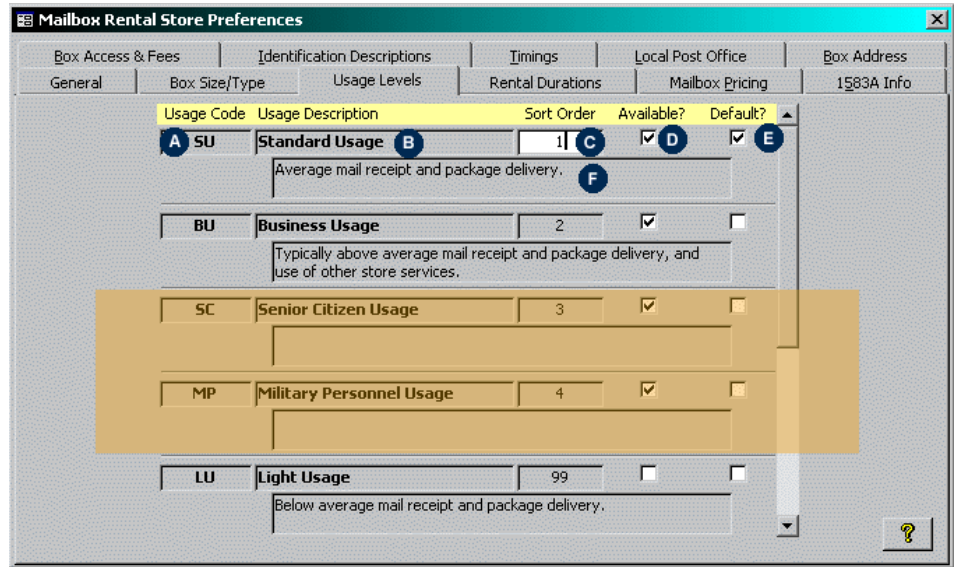 Mailbox Rental Store Preferences
Box Access & Fees Identification Descriptions Timings Local Post Office Box Address
General Box Size/Type Usage Levels Rental Durations Mailbox Pricing 1583A Info
Usage Code Usage Description Sort Order Available? Default?
A SU Standard Usage B 1 C D E
Average mail receipt and package delivery. F
BU Business Usage 2
Typically above average mail receipt and package delivery, and
use of other store services.
SC Senior Citizen Usage 3
MP Military Personnel Usage 4
LU Light Usage 99
Below average mail receipt and package delivery.
?